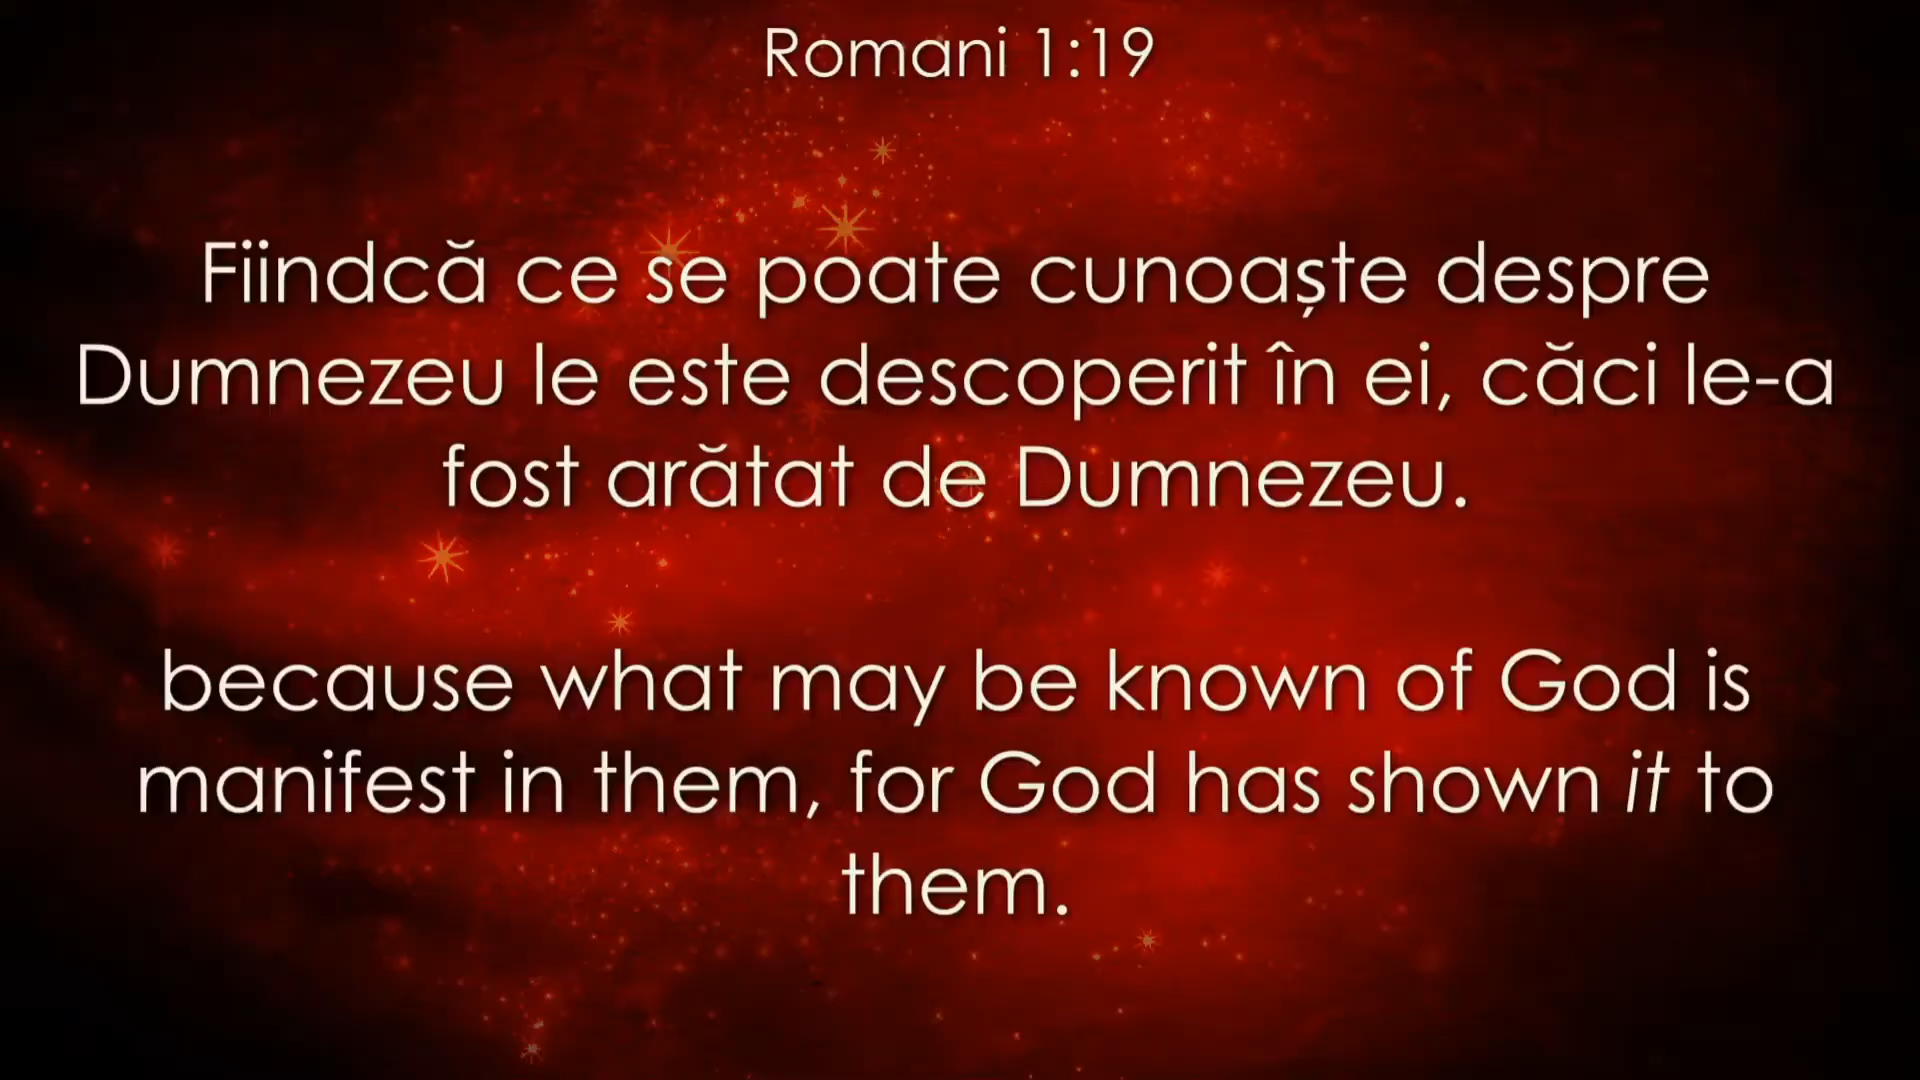 Romani 1:19
Fiindcă ce se poate cunoaște despre
Dumnezeu le este descoperit în ei, căci le-a
fost arătat de Dumnezeu.
because what may be known of God is
manifest in them, for God has shown it to
them.